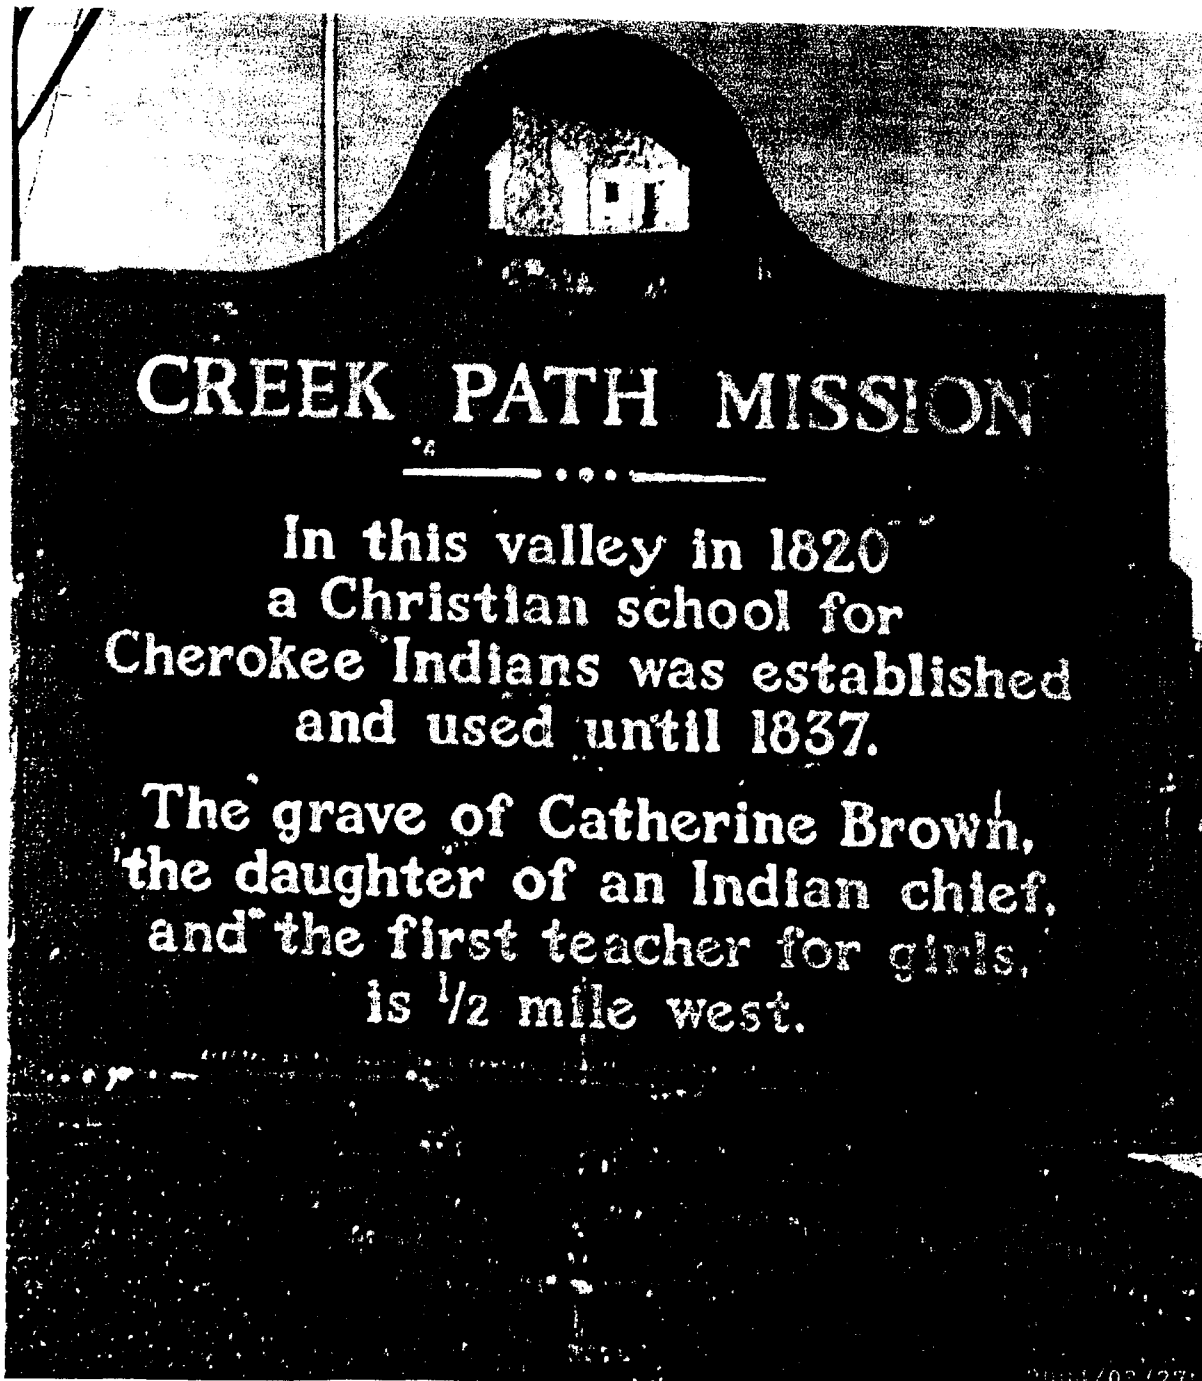 CREEK PATH MISSION
In this valley in 1820
a Christian school for
Cherokee Indians was established
and used until 1837.
The grave of Catherine Brown,
the daughter of an Indian chief,
and the first teacher for girls,
is 1/2 mile west.